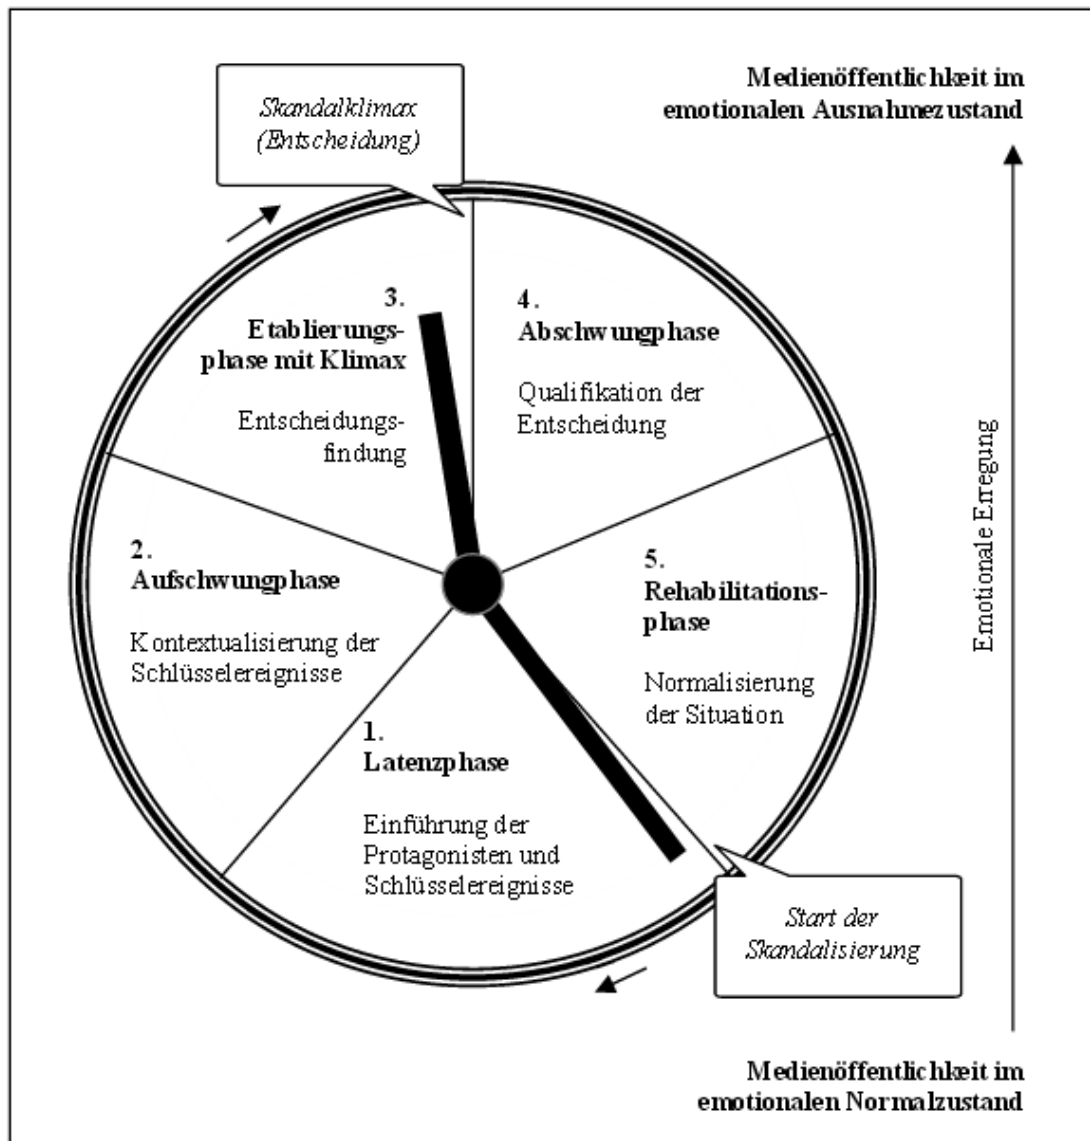 Medienöffentlichkeit im
emotionalen Ausnahmezustand
Skandalklimax
(Entscheidung)
3.
Etablierungs-
phase mit Klimax
Entscheidungs-
findung
4.
Abschwungphase
Qualifikation der
Entscheidung
2.
Aufschwungphase
Kontextualisierung der
Schlüsselereignisse
5.
Rehabilitations-
phase
Normalisierung
der Situation
1.
Latenzphase
Einführung der
Protagonisten und
Schlüsselereignisse
Start der
Skandalisierung
Emotionale Erregung
Medienöffentlichkeit im
emotionalen Normalzustand